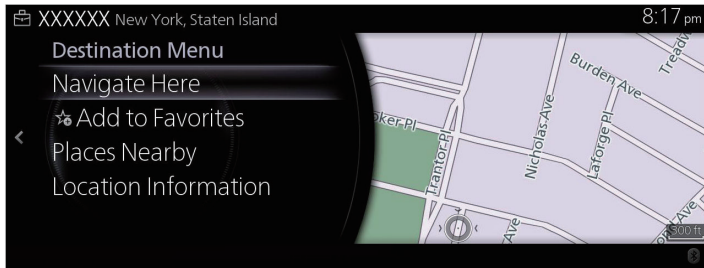 XXXXXX New York, Staten Island
8:17 pm
Destination Menu
Navigate Here
Add to Favorites
Places Nearby
Location Information
Burden Ave
Treadw
oker Pl
Trantor Pl
Nicholas Ave
Laforge Pl
Ave
Ave
300 ft